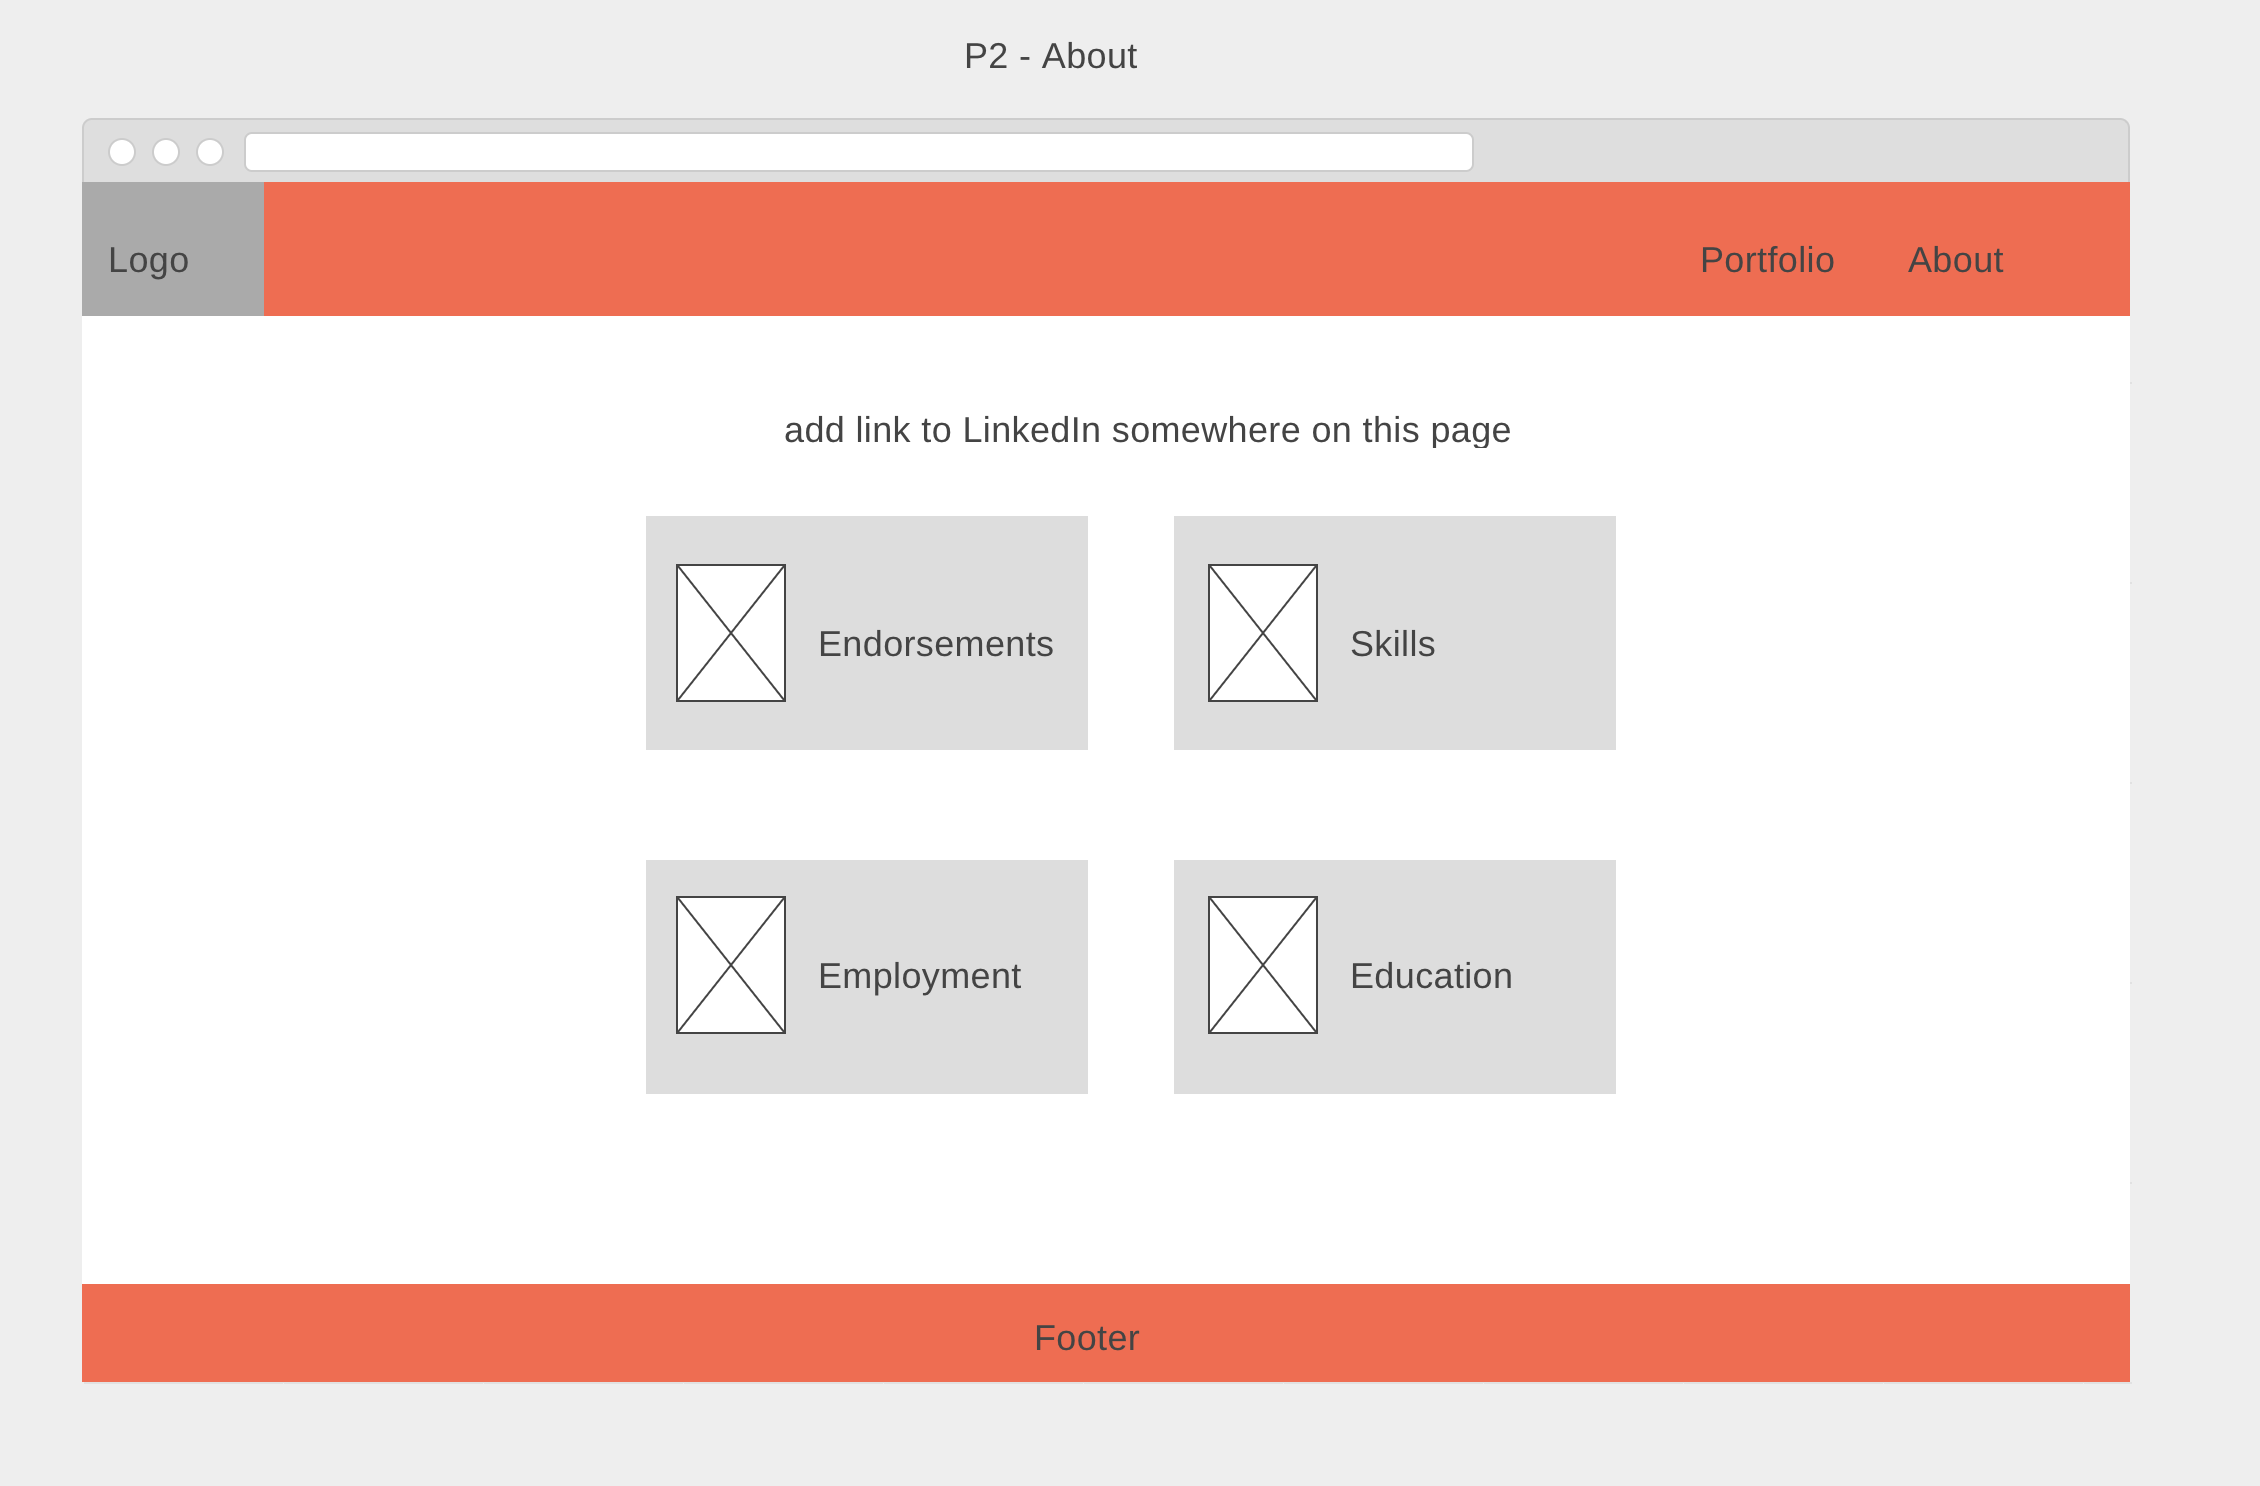 P2 - About
Logo
Portfolio About
add link to LinkedIn somewhere on this page
Endorsements
Skills
Employment
Education
Footer